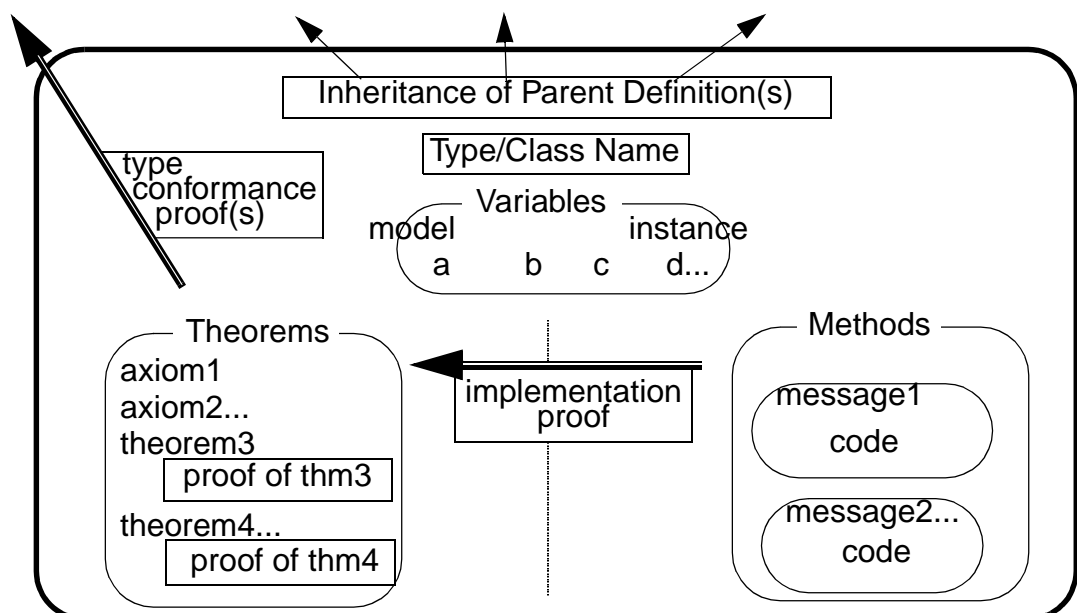 Inheritance of Parent Definition(s)
Type/Class Name
type
conformance
proof(s)
Variables
model instance
a b c d...
Theorems
axiom1
axiom2...
theorem3
proof of thm3
theorem4...
proof of thm4
implementation
proof
Methods
message1
code
message2...
code